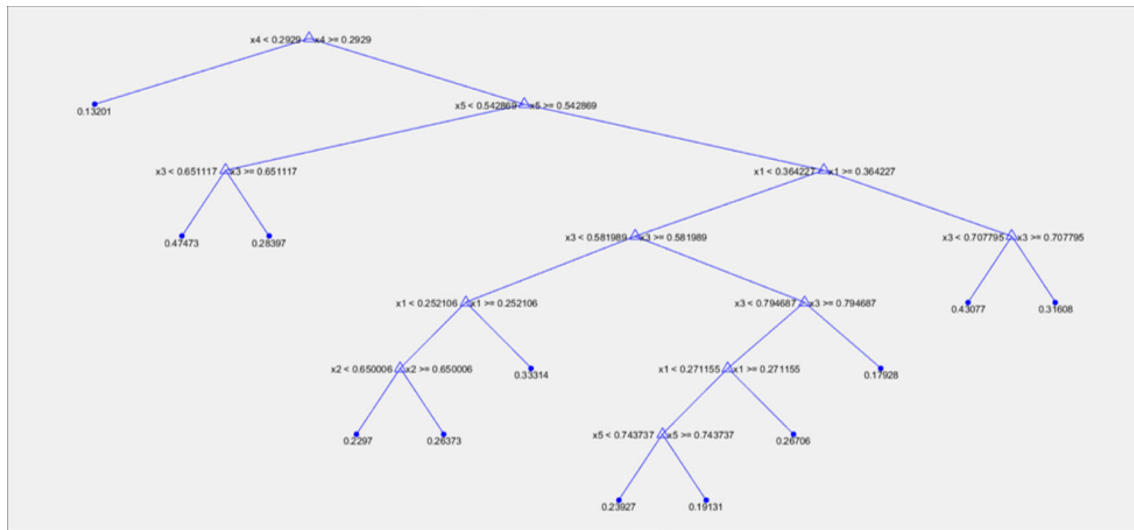 x4 < 0.2929 x4 >= 0.2929
0.13201
x5 < 0.542869 x5 >= 0.542869
x3 < 0.651117 x3 >= 0.651117
x1 < 0.364227 x1 >= 0.364227
0.47473
0.28397
x3 < 0.581989 x3 >= 0.581989
x3 < 0.707795 x3 >= 0.707795
x1 < 0.252106 x1 >= 0.252106
x3 < 0.794687 x3 >= 0.794687
0.43077
0.31608
x2 < 0.650006 x2 >= 0.650006
0.33314
x1 < 0.271155 x1 >= 0.271155
0.17928
0.2297
0.26373
x5 < 0.743737 x5 >= 0.743737
0.26706
0.23927
0.19131